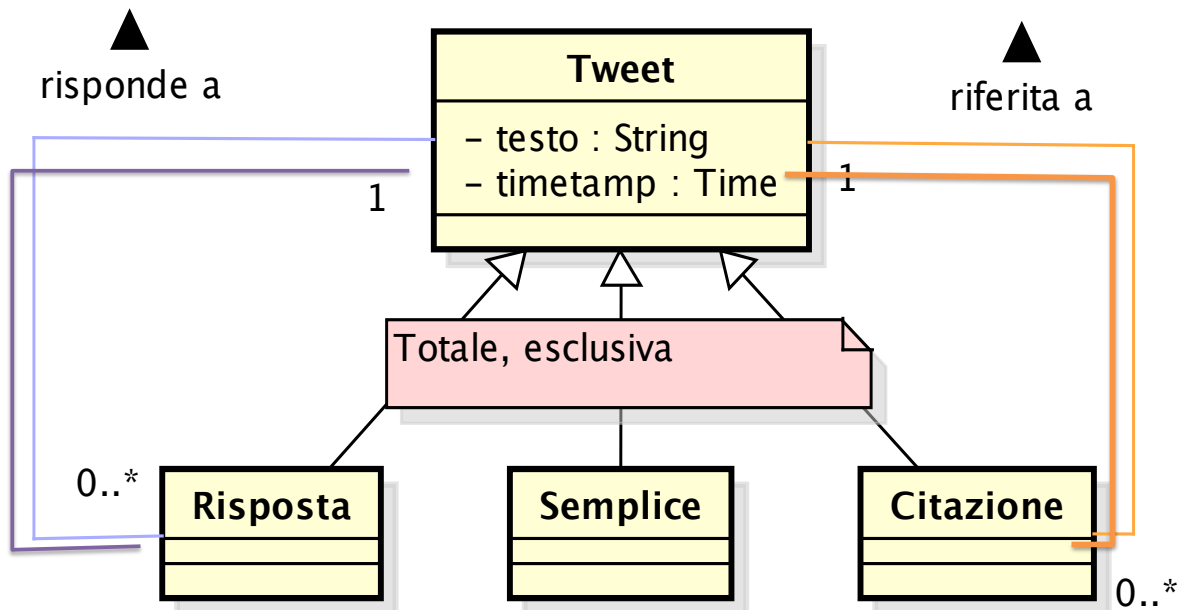 risponde a
Tweet
riferita a
– testo : String
– timetamp : Time
1
1
Totale, esclusiva
0..*
Risposta
Semplice
Citazione
0..*